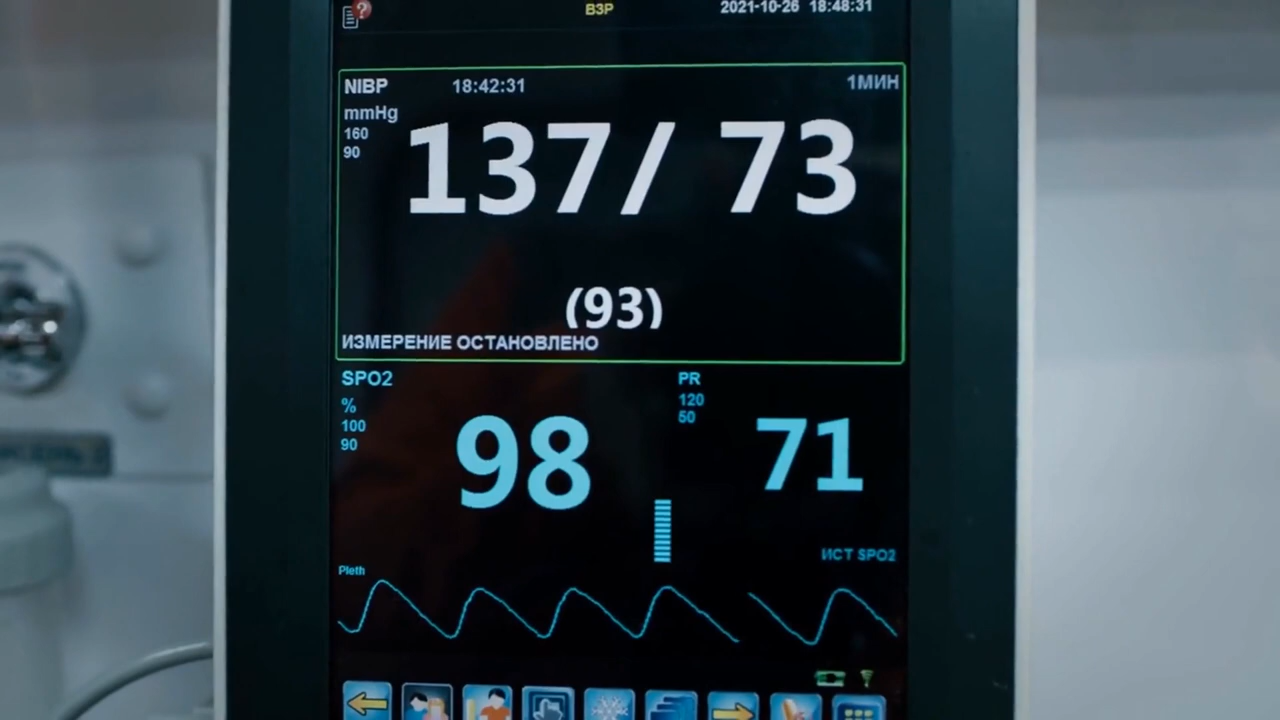 ВЗР 2021-10-26 18:48:31
NIBP 18:42:31 1МИН
mmHg
160
90
137/ 73
(93)
ИЗМЕРЕНИЕ ОСТАНОВЛЕНО
SPO2 PR
% 120
100 50
90
98 71
ИСТ SPO2
Pleth